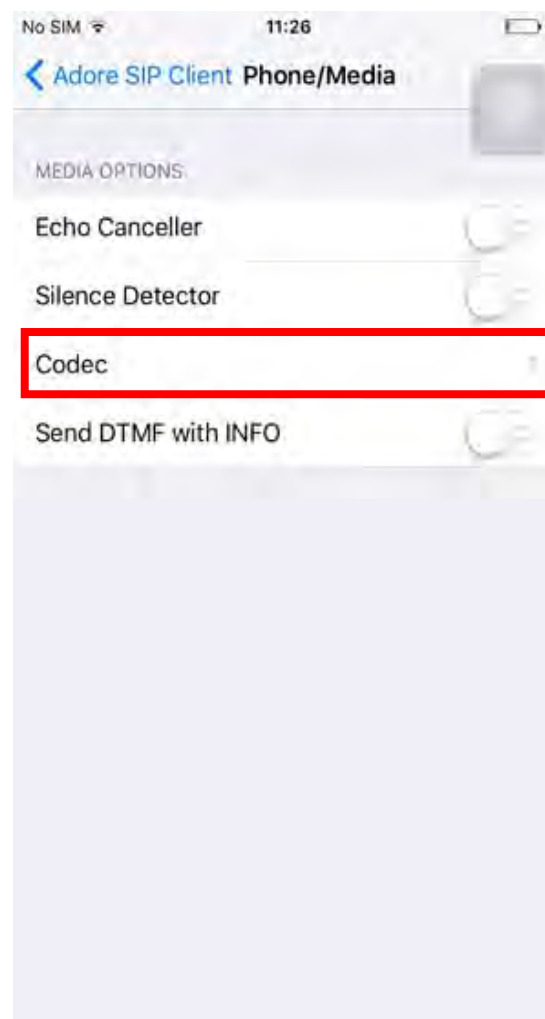 No SIM 11:26
Adore SIP Client Phone/Media
MEDIA OPTIONS
Echo Canceller
Silence Detector
Codec
Send DTMF with INFO